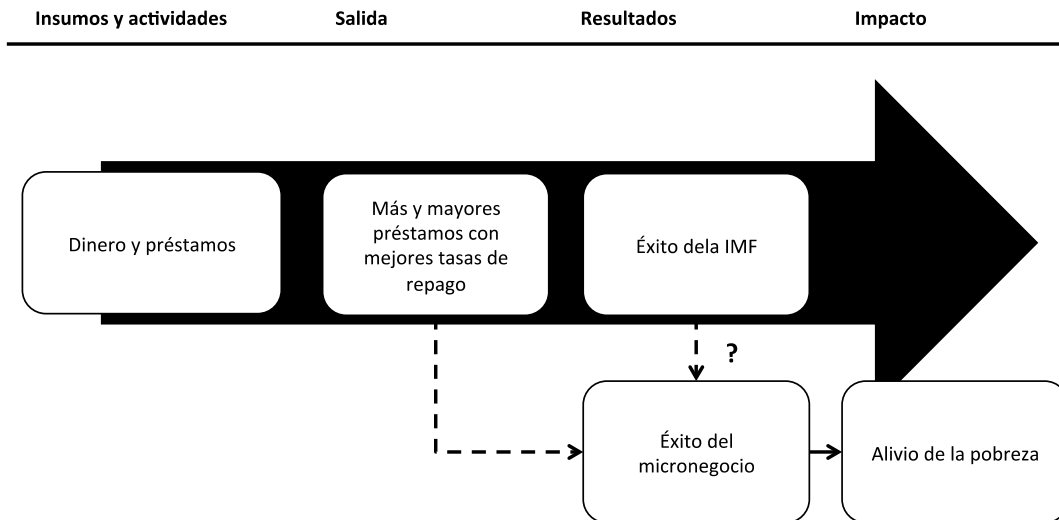 Insumos y actividades
Salida
Resultados
Impacto
Dinero y préstamos
Más y mayores
préstamos con
mejores tasas de
repago
Éxito dela IMF
?
Éxito del
micronegocio
Alivio de la pobreza